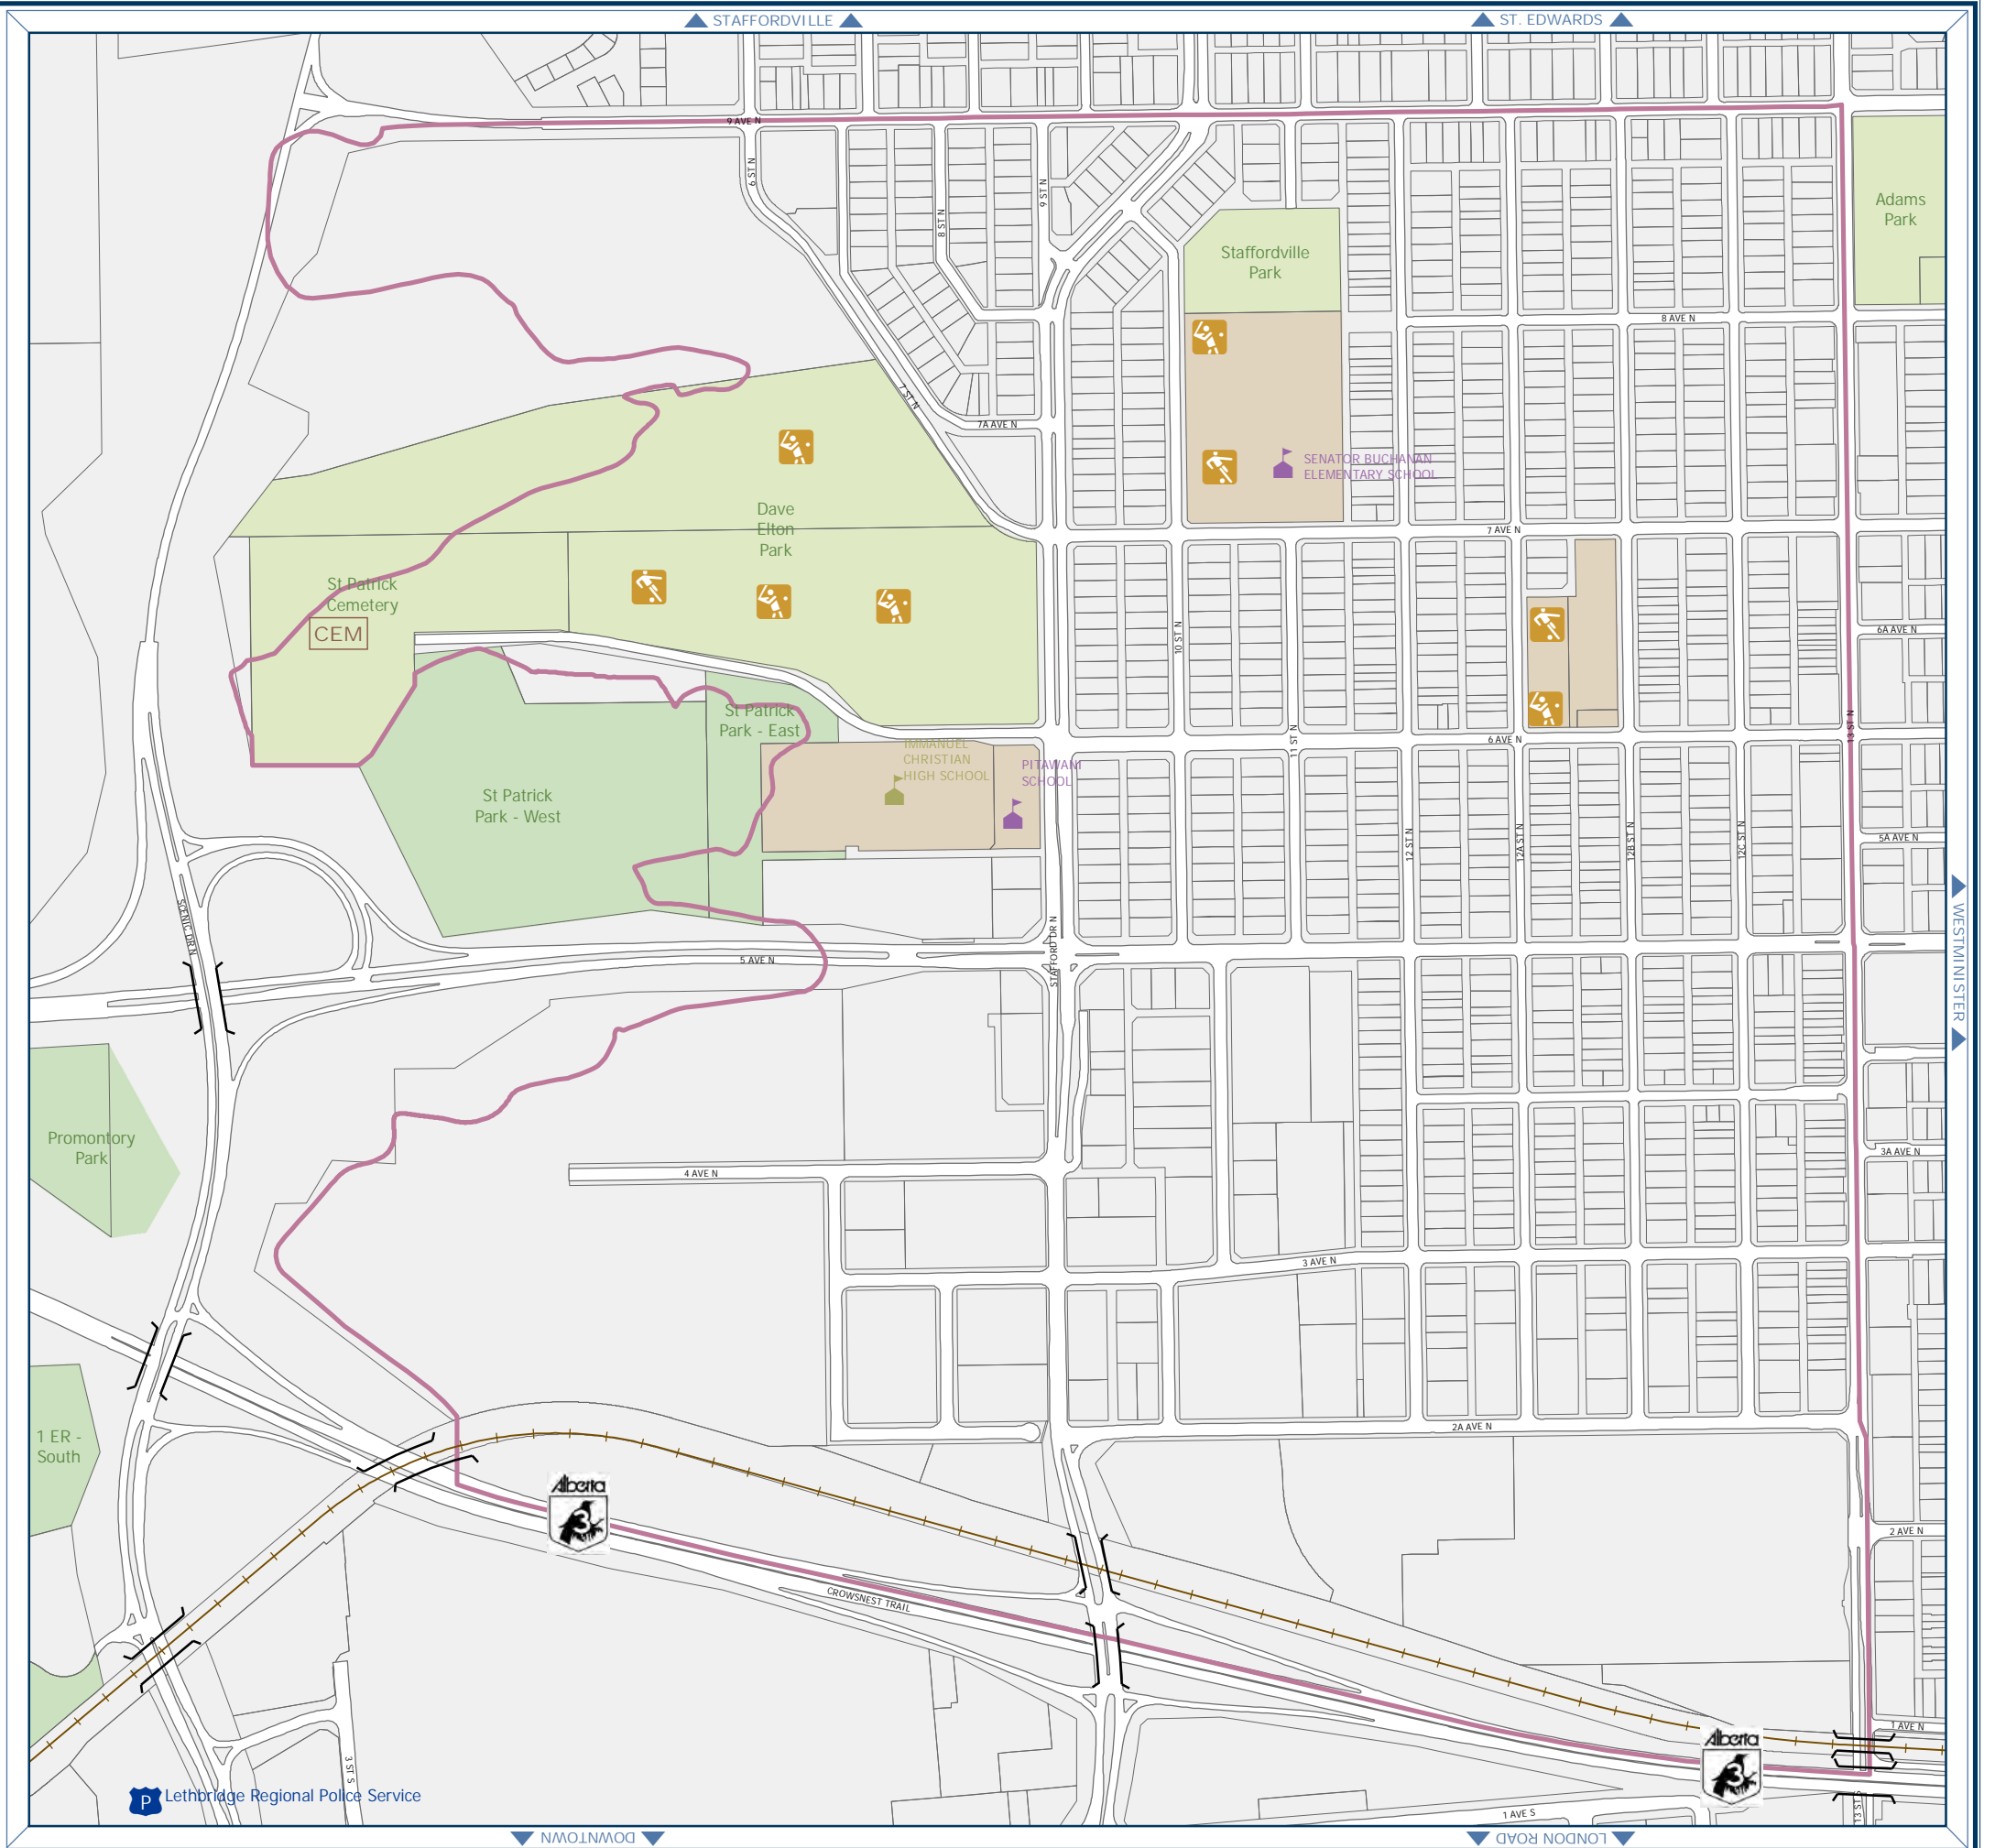 STAFFORDVILLE
ST. EDWARDS
9 AVE N
6 ST N
8 ST N
9 ST N
Adams
Park
Staffordville
Park
8 AVE N
7 ST N
7A AVE N
SENATOR BUCHANAN
ELEMENTARY SCHOOL
Dave
Elton
Park
7 AVE N
St Patrick
Cemetery
CEM
10 ST N
6A AVE N
St Patrick
Park - East
11 ST N
6 AVE N
13 ST N
IMMANUEL
CHRISTIAN
HIGH SCHOOL
PITAWANI
SCHOOL
St Patrick
Park - West
12 ST N
12A ST N
12B ST N
12C ST N
5A AVE N
SCENIC DR N
STAFFORD DR N
5 AVE N
WESTMINISTER
Promontory
Park
4 AVE N
3A AVE N
3 AVE N
1 ER -
South
2A AVE N
Alberta
3
2 AVE N
CROWSNEST TRAIL
1 AVE N
Alberta
3
3 ST S
P
Lethbridge Regional Police Service
13 ST S
1 AVE S
DOWNTOWN
LONDON ROAD